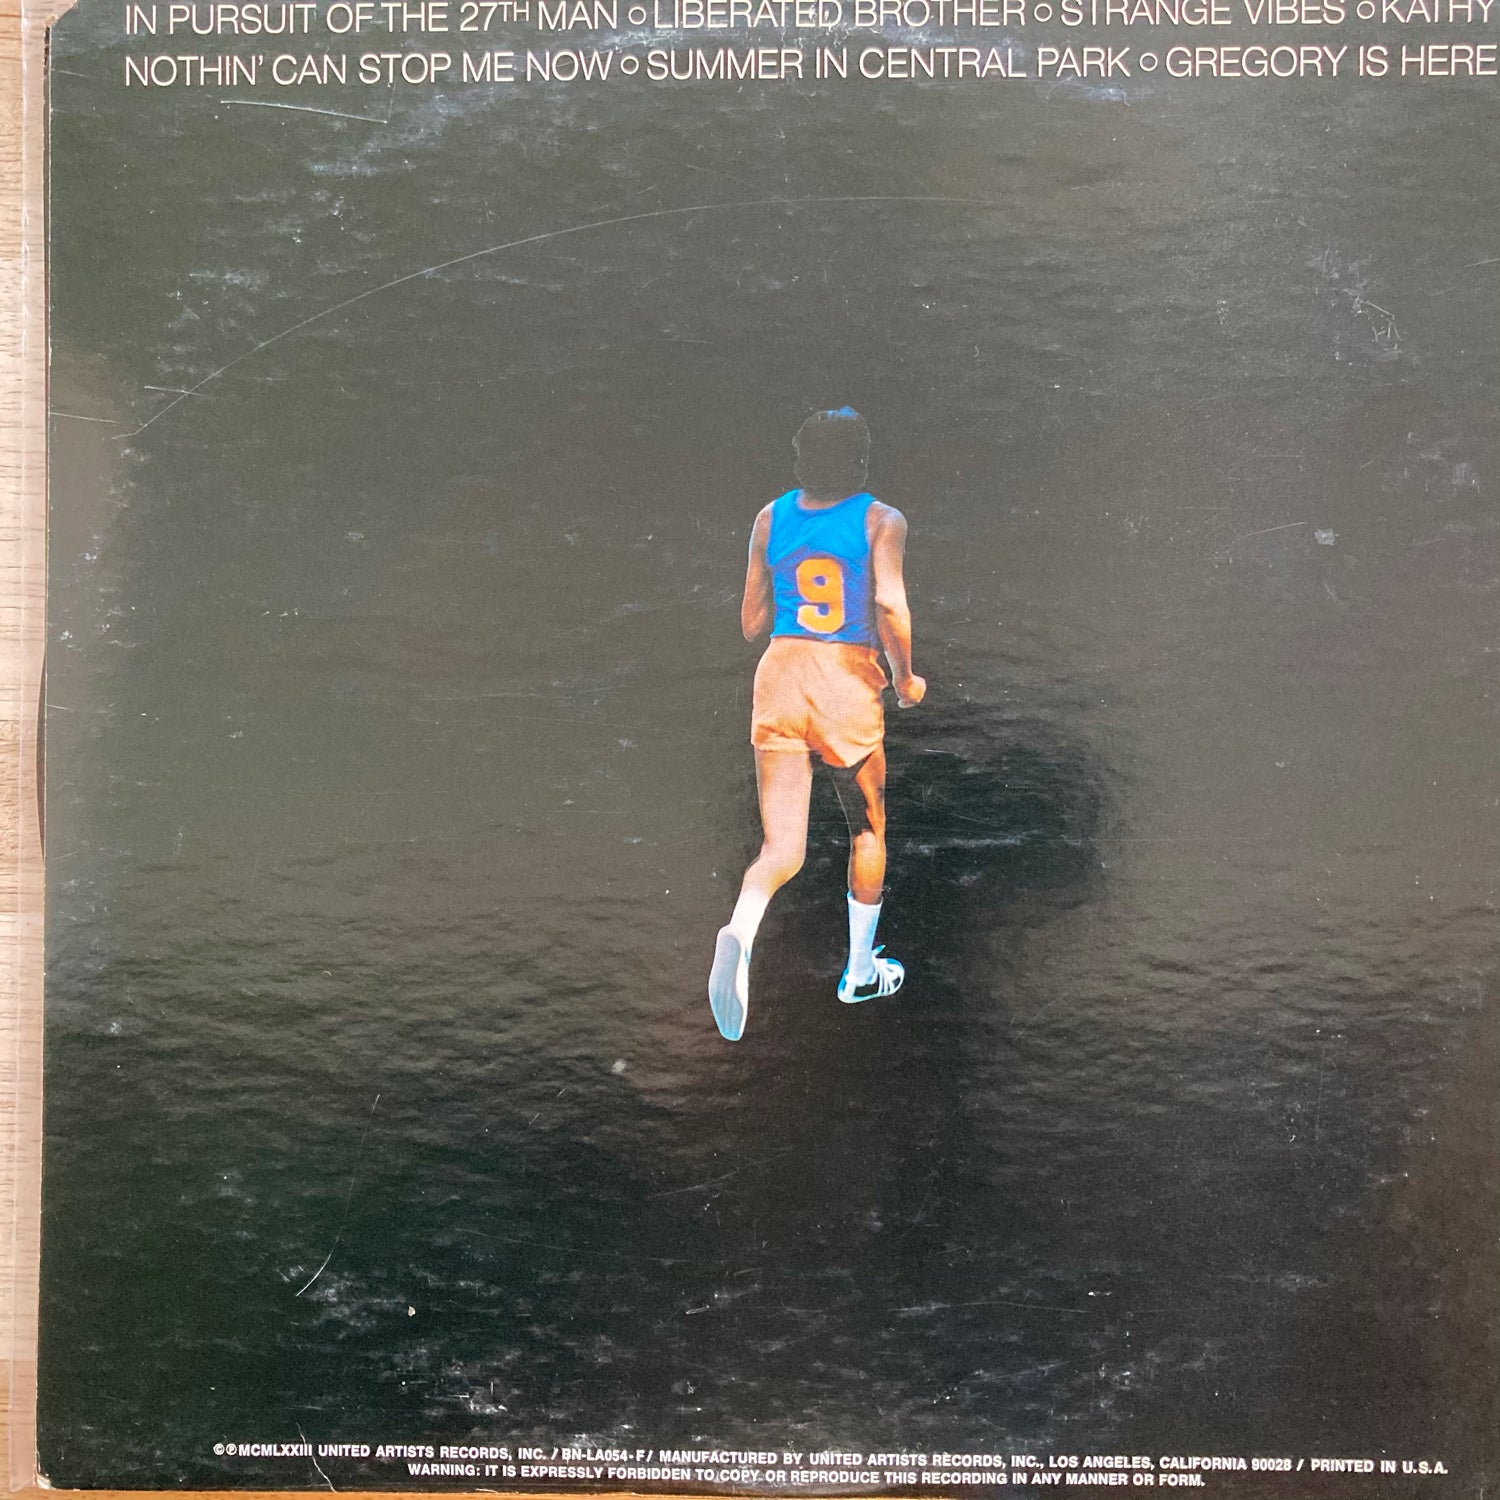 IN PURSUIT OF THE 27TH MAN ○ LIBERATED BROTHER ○ STRANGE VIBES ○ KATHY
NOTHIN' CAN STOP ME NOW ○ SUMMER IN CENTRAL PARK ○ GREGORY IS HERE
9
©℗MCMLXXIII UNITED ARTISTS RECORDS, INC. / BN-LA054-F / MANUFACTURED BY UNITED ARTISTS RECORDS, INC., LOS ANGELES, CALIFORNIA 90028 / PRINTED IN U.S.A.
WARNING: IT IS EXPRESSLY FORBIDDEN TO COPY OR REPRODUCE THIS RECORDING IN ANY MANNER OR FORM.